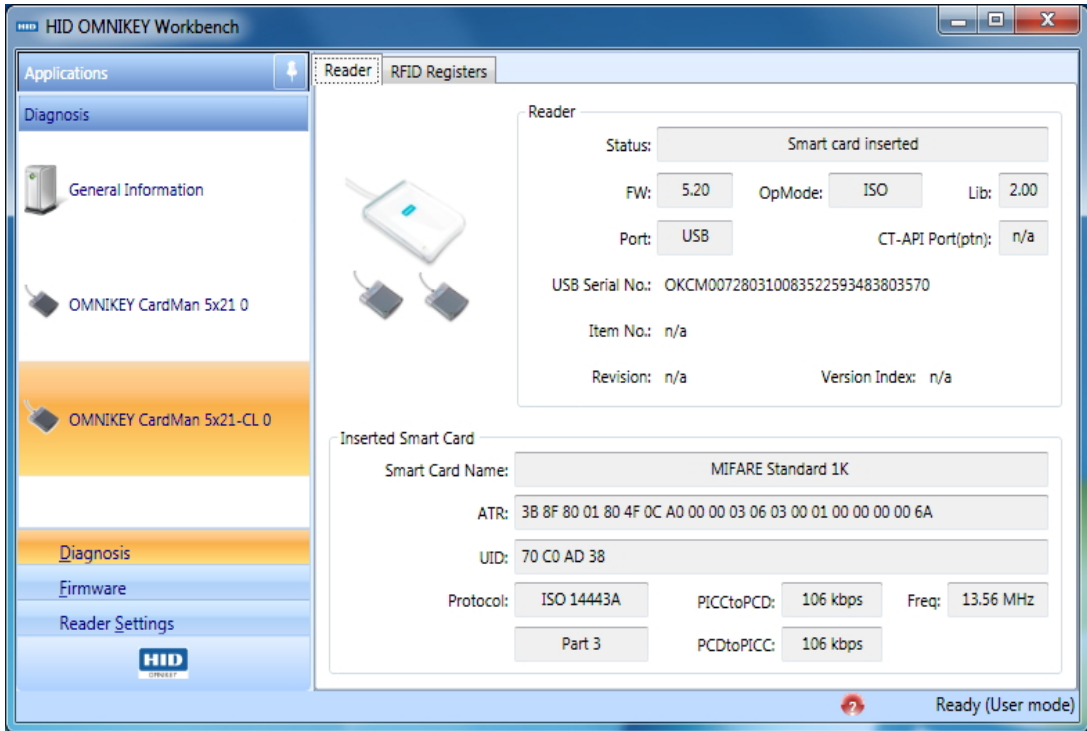 HID HID OMNIKEY Workbench
Applications
Diagnosis
General Information
OMNIKEY CardMan 5x21 0
OMNIKEY CardMan 5x21-CL 0
Diagnosis
Firmware
Reader Settings
HID
OMNIKEY
Reader RFID Registers
Reader
Status: Smart card inserted
FW: 5.20 OpMode: ISO Lib: 2.00
Port: USB CT-API Port(ptn): n/a
USB Serial No.: OKCM007280310083522593483803570
Item No.: n/a
Revision: n/a Version Index: n/a
Inserted Smart Card
Smart Card Name: MIFARE Standard 1K
ATR: 3B 8F 80 01 80 4F 0C A0 00 00 03 06 03 00 01 00 00 00 00 6A
UID: 70 C0 AD 38
Protocol: ISO 14443A PICCtoPCD: 106 kbps Freq: 13.56 MHz
Part 3 PCDtoPICC: 106 kbps
Ready (User mode)